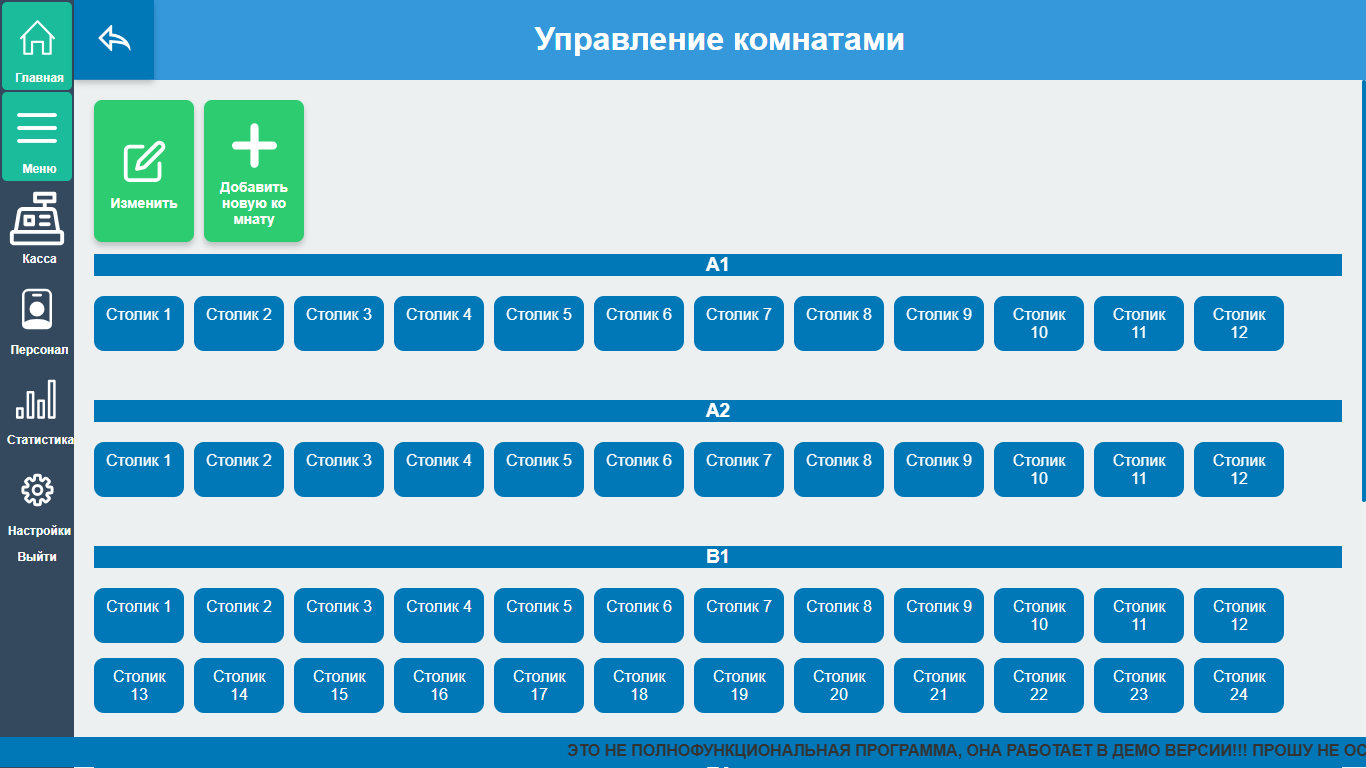 Управление комнатами
Главная
Меню
Касса
Персонал
Статистика
Настройки
Выйти
Изменить
Добавить
новую ко
мнату
A1
Столик 1
Столик 2
Столик 3
Столик 4
Столик 5
Столик 6
Столик 7
Столик 8
Столик 9
Столик
10
Столик
11
Столик
12
A2
Столик 1
Столик 2
Столик 3
Столик 4
Столик 5
Столик 6
Столик 7
Столик 8
Столик 9
Столик
10
Столик
11
Столик
12
B1
Столик 1
Столик 2
Столик 3
Столик 4
Столик 5
Столик 6
Столик 7
Столик 8
Столик 9
Столик
10
Столик
11
Столик
12
Столик
13
Столик
14
Столик
15
Столик
16
Столик
17
Столик
18
Столик
19
Столик
20
Столик
21
Столик
22
Столик
23
Столик
24
ЭТО НЕ ПОЛНОФУНКЦИОНАЛЬНАЯ ПРОГРАММА, ОНА РАБОТАЕТ В ДЕМО ВЕРСИИ!!! ПРОШУ НЕ ОС